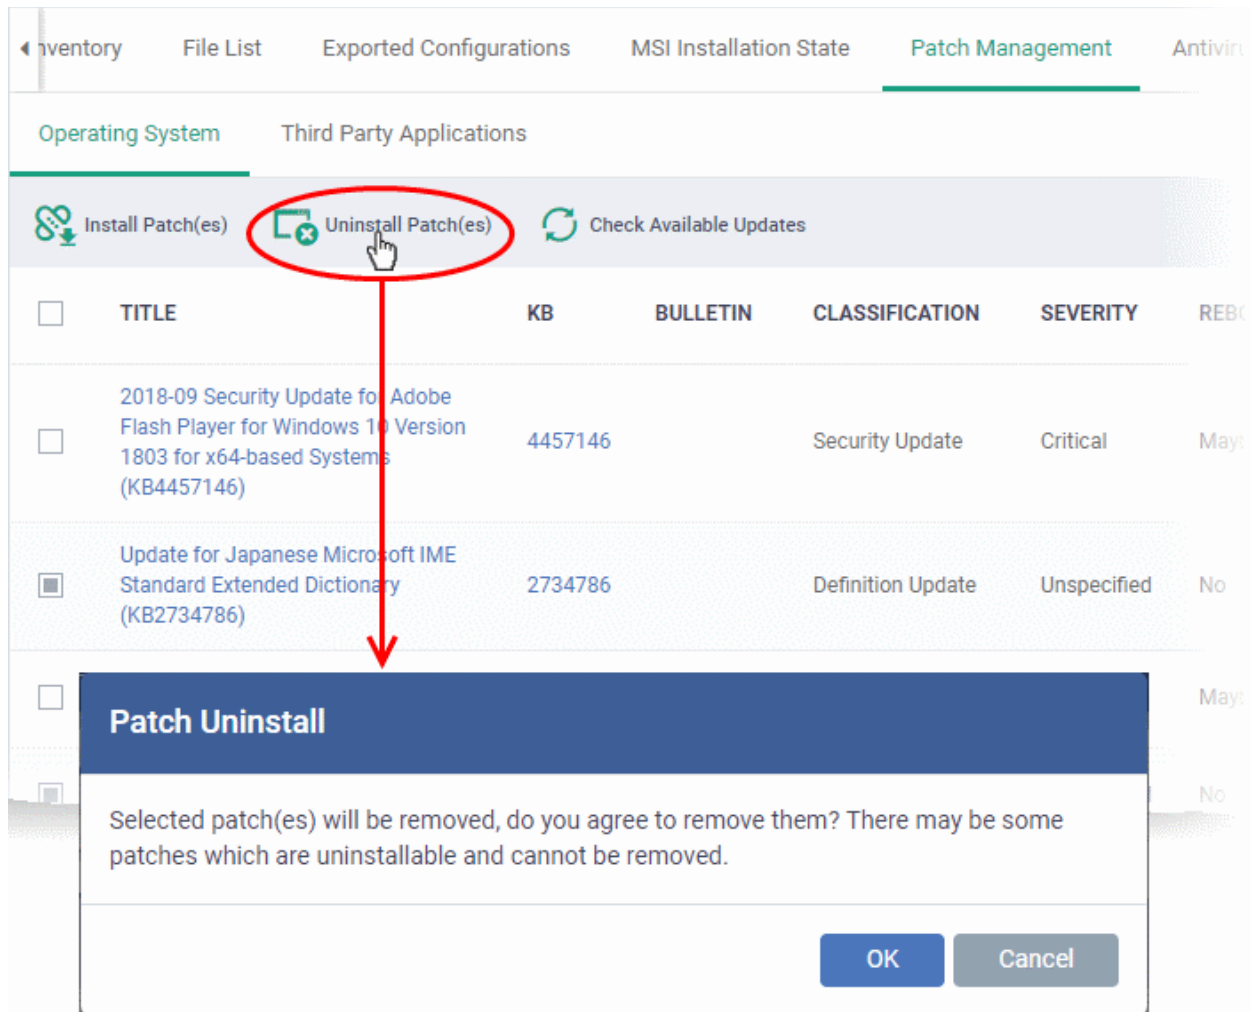 nventory File List Exported Configurations MSI Installation State Patch Management Antiviru
Operating System Third Party Applications
Install Patch(es) Uninstall Patch(es) Check Available Updates
TITLE KB BULLETIN CLASSIFICATION SEVERITY REBO
2018-09 Security Update for Adobe
Flash Player for Windows 10 Version
1803 for x64-based Systems
(KB4457146)
4457146 Security Update Critical May
Update for Japanese Microsoft IME
Standard Extended Dictionary
(KB2734786)
2734786 Definition Update Unspecified No
May
No
Patch Uninstall
Selected patch(es) will be removed, do you agree to remove them? There may be some
patches which are uninstallable and cannot be removed.
OK Cancel